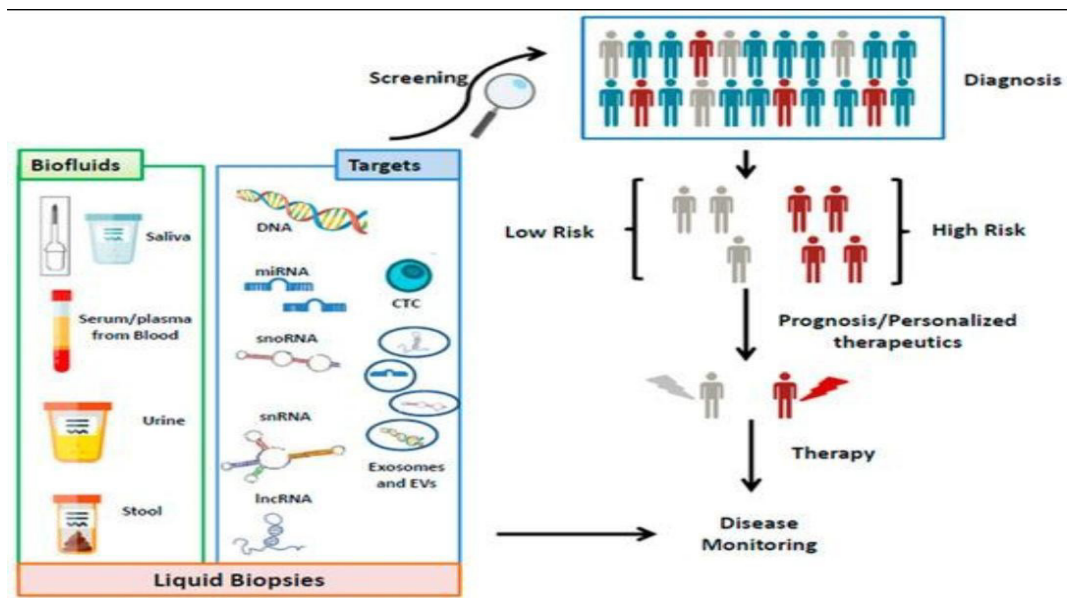 Screening
Diagnosis
Biofluids
Targets
Saliva
Serum/plasma
from Blood
Urine
Stool
DNA
miRNA
CTC
snoRNA
snRNA
Exosomes
and EVs
lncRNA
Liquid Biopsies
Low Risk
High Risk
Prognosis/Personalized
therapeutics
Therapy
Disease
Monitoring